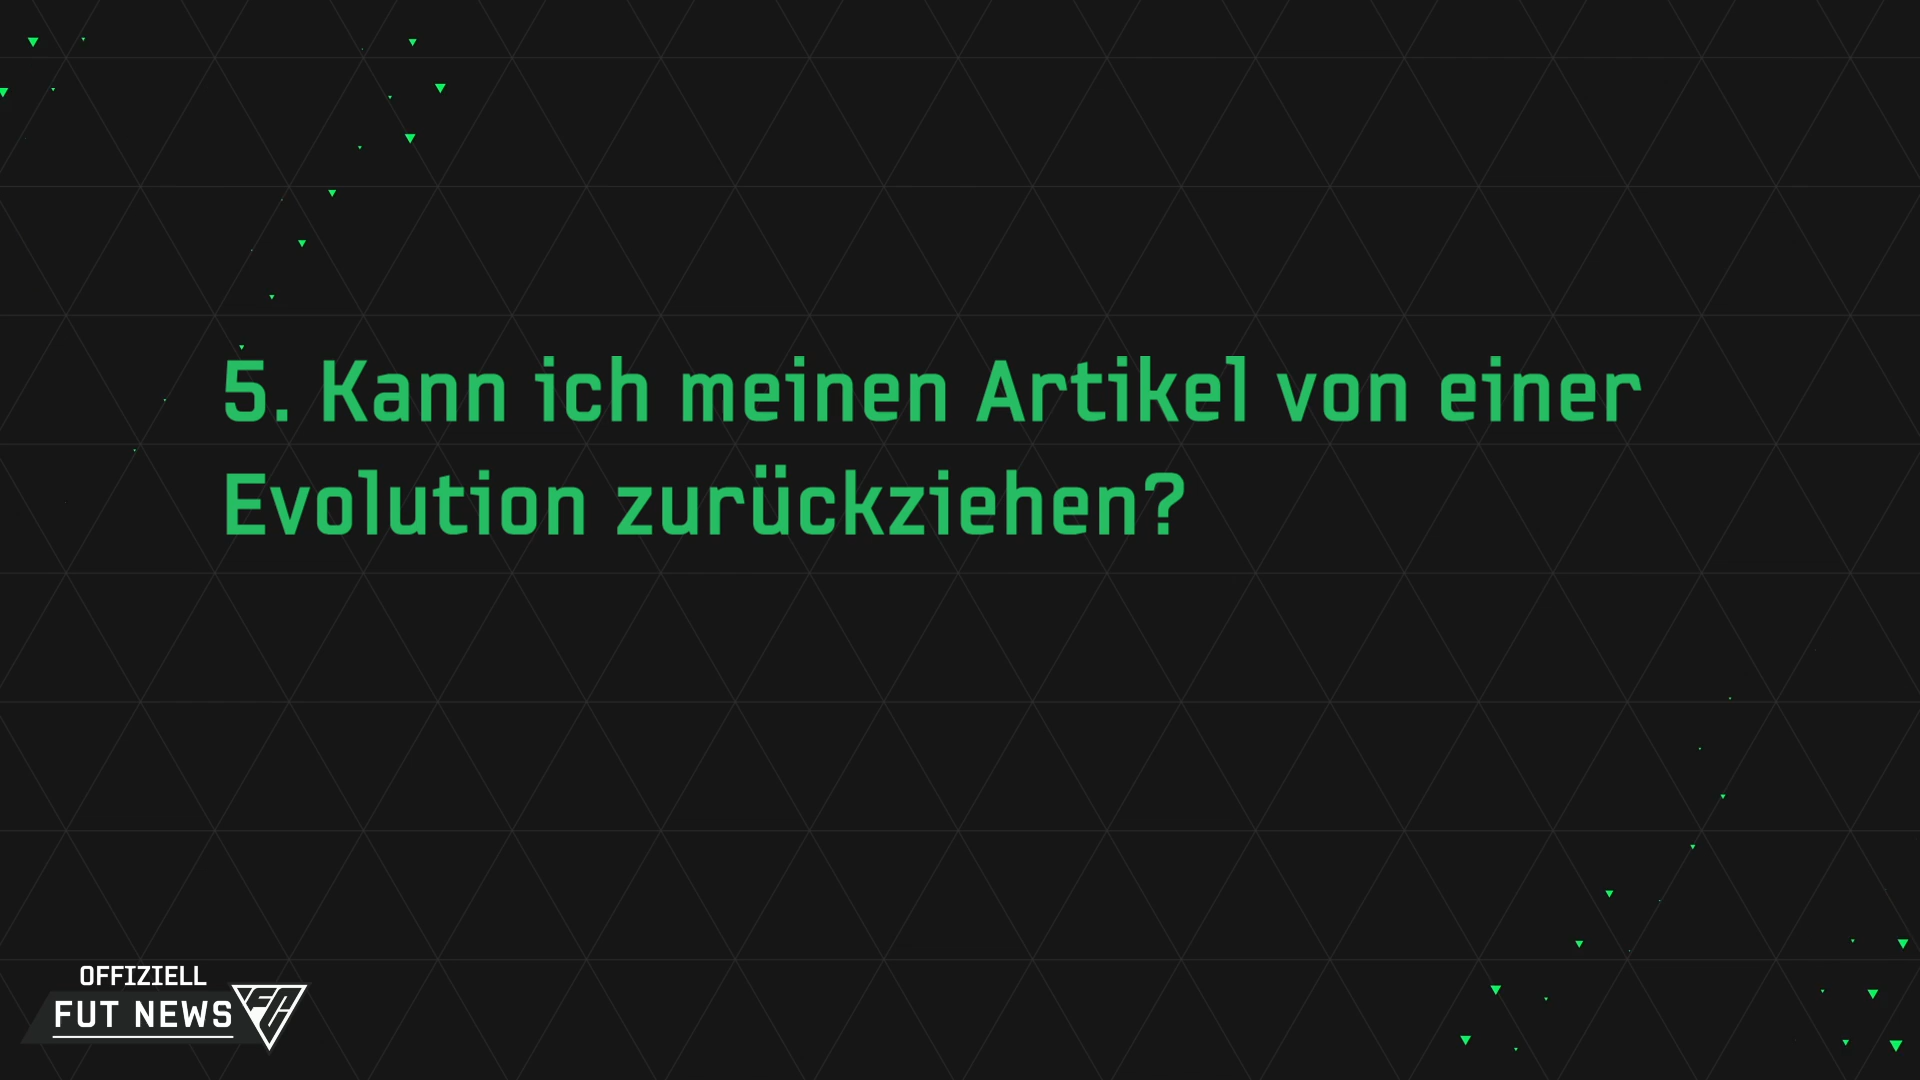 5. Kann ich meinen Artikel von einer
Evolution zurückziehen?
OFFIZIELL
FUT NEWS